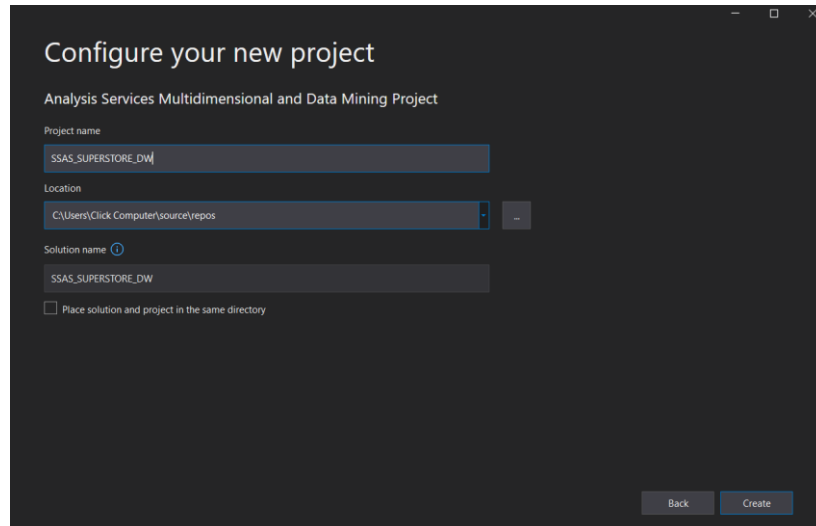 Configure your new project
Analysis Services Multidimensional and Data Mining Project
Project name
SSAS_SUPERSTORE_DW
Location
C:\Users\Click Computer\source\repos
...
Solution name
SSAS_SUPERSTORE_DW
Place solution and project in the same directory
Back
Create